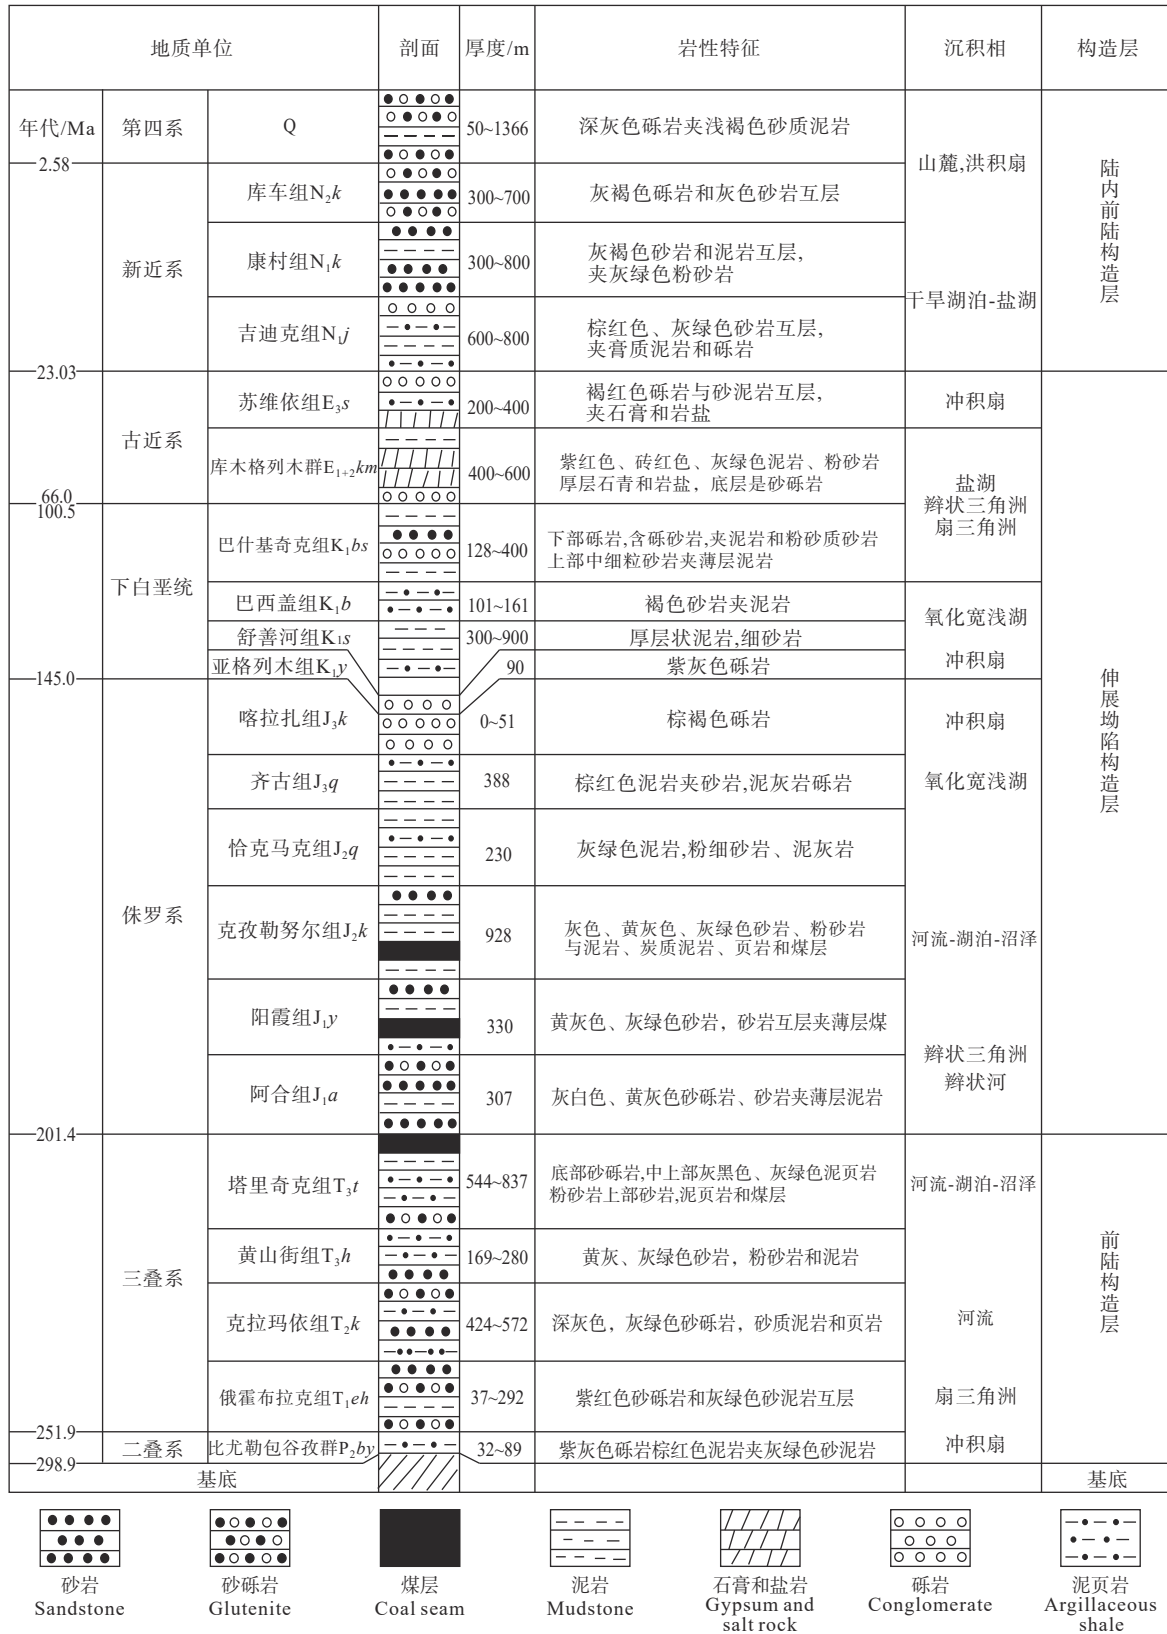 地质单位 剖面 厚度/m 岩性特征 沉积相 构造层
年代/Ma 第四系 Q 50~1366 深灰色砾岩夹浅褐色砂质泥岩
2.58
山麓,洪积扇
陆内前陆构造层
新近系
库车组N2k 300~700 灰褐色砾岩和灰色砂岩互层
康村组N1k 300~800 灰褐色砂岩和泥岩互层,
夹灰绿色粉砂岩
干旱湖泊-盐湖
吉迪克组N1j 600~800 棕红色、灰绿色砂岩互层,
夹膏质泥岩和砾岩
23.03
古近系
苏维依组E3s 200~400 褐红色砾岩与砂泥岩互层,
夹石膏和岩盐
冲积扇
库木格列木群E1+2km 400~600 紫红色、砖红色、灰绿色泥岩、粉砂岩
厚层石青和岩盐，底层是砂砾岩
盐湖
辫状三角洲
扇三角洲
66.0
100.5
下白垩统
巴什基奇克组K1bs 128~400 下部砾岩,含砾砂岩,夹泥岩和粉砂质砂岩
上部中细粒砂岩夹薄层泥岩
巴西盖组K1b 101~161 褐色砂岩夹泥岩
氧化宽浅湖
舒善河组K1s 300~900 厚层状泥岩,细砂岩
亚格列木组K1y 90 紫灰色砾岩 冲积扇
145.0
伸展坳陷构造层
侏罗系
喀拉扎组J3k 0~51 棕褐色砾岩 冲积扇
齐古组J3q 388 棕红色泥岩夹砂岩,泥灰岩砾岩 氧化宽浅湖
恰克马克组J2q 230 灰绿色泥岩,粉细砂岩、泥灰岩
克孜勒努尔组J2k 928 灰色、黄灰色、灰绿色砂岩、粉砂岩
与泥岩、炭质泥岩、页岩和煤层
河流-湖泊-沼泽
阳霞组J1y 330 黄灰色、灰绿色砂岩，砂岩互层夹薄层煤
辫状三角洲
辫状河
阿合组J1a 307 灰白色、黄灰色砂砾岩、砂岩夹薄层泥岩
201.4
三叠系
塔里奇克组T3t 544~837 底部砂砾岩,中上部灰黑色、灰绿色泥页岩
粉砂岩上部砂岩,泥页岩和煤层
河流-湖泊-沼泽
黄山街组T3h 169~280 黄灰、灰绿色砂岩，粉砂岩和泥岩
前陆构造层
克拉玛依组T2k 424~572 深灰色，灰绿色砂砾岩，砂质泥岩和页岩 河流
俄霍布拉克组T1eh 37~292 紫红色砂砾岩和灰绿色砂泥岩互层 扇三角洲
251.9
二叠系 比尤勒包谷孜群P2by 32~89 紫灰色砾岩棕红色泥岩夹灰绿色砂泥岩 冲积扇
298.9
基底 基底
砂岩 砂砾岩 煤层 泥岩 石膏和盐岩 砾岩 泥页岩
Sandstone Glutenite Coal seam Mudstone Gypsum and Conglomerate Argillaceous
salt rock shale